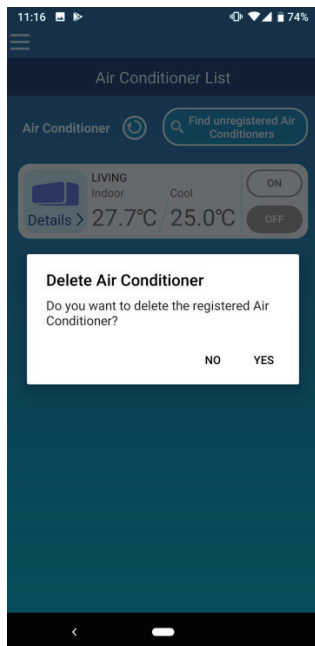 11:16 74%
Air Conditioner List
Air Conditioner
Find unregistered Air
Conditioners
LIVING
Indoor Cool
ON
Details > 27.7℃ 25.0℃
OFF
Delete Air Conditioner
Do you want to delete the registered Air
Conditioner?
NO YES